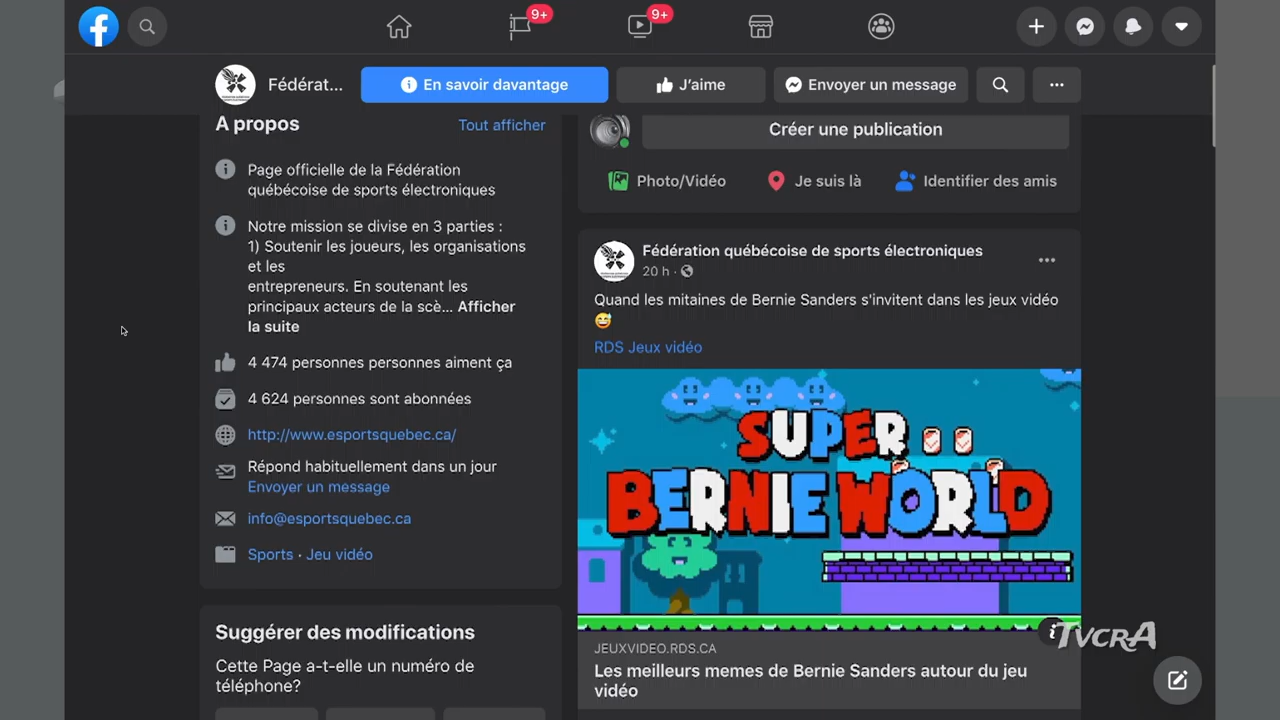 9+
9+
Fédérat...
En savoir davantage
J'aime
Envoyer un message
A propos
Tout afficher
Page officielle de la Fédération
québécoise de sports électroniques
Notre mission se divise en 3 parties :
1) Soutenir les joueurs, les organisations
et les
entrepreneurs. En soutenant les
principaux acteurs de la scè... Afficher
la suite
4 474 personnes personnes aiment ça
4 624 personnes sont abonnées
http://www.esportsquebec.ca/
Répond habituellement dans un jour
Envoyer un message
info@esportsquebec.ca
Sports · Jeu vidéo
Suggérer des modifications
Cette Page a-t-elle un numéro de
téléphone?
Créer une publication
Photo/Vidéo
Je suis là
Identifier des amis
Fédération québécoise de sports électroniques
20 h
Quand les mitaines de Bernie Sanders s'invitent dans les jeux vidéo
RDS Jeux vidéo
SUPER
BERNIE WORLD
JEUXVIDEO.RDS.CA
Les meilleurs memes de Bernie Sanders autour du jeu
vidéo
TVCRA